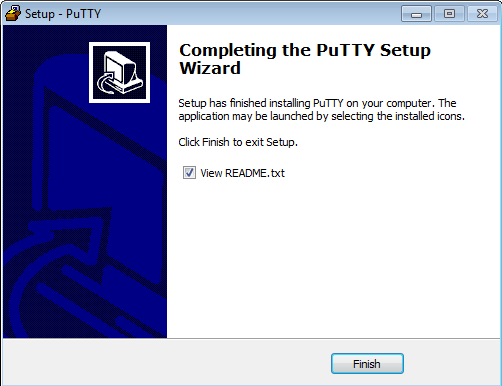 Setup - PuTTY
Completing the PuTTY Setup
Wizard
Setup has finished installing PuTTY on your computer. The
application may be launched by selecting the installed icons.
Click Finish to exit Setup.
View README.txt
Finish